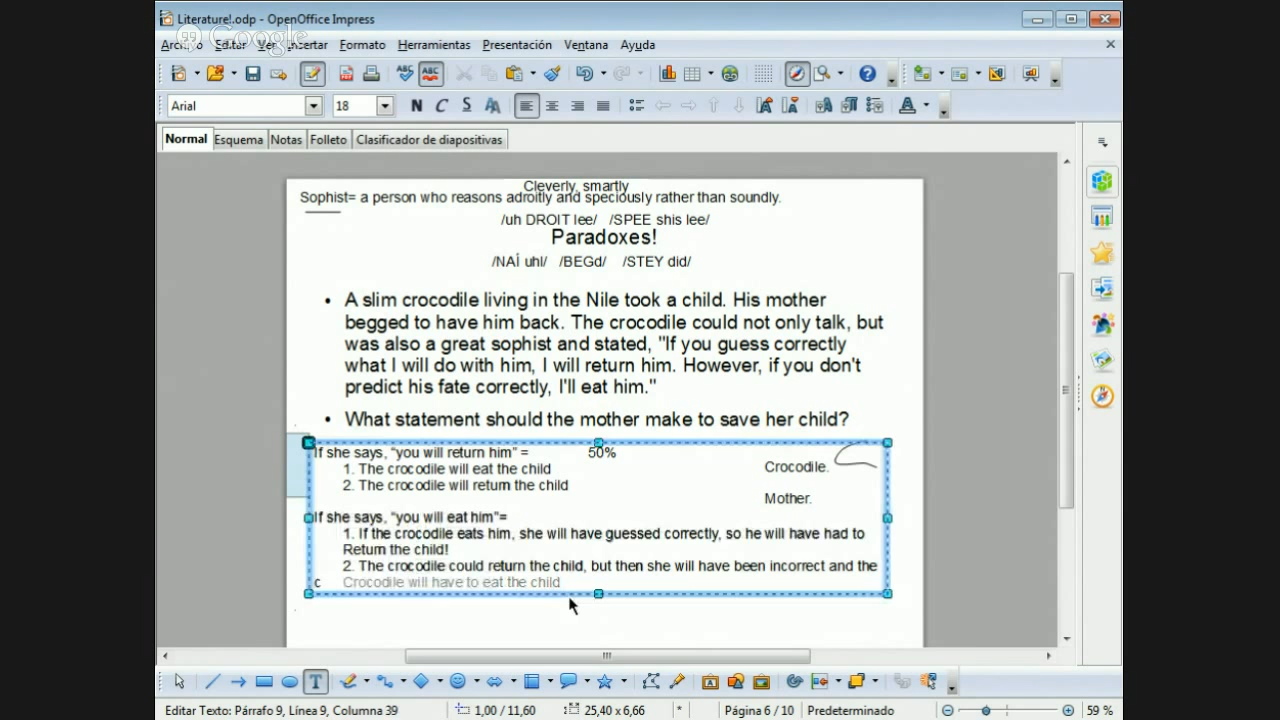 Literature!.odp - OpenOffice Impress
Google
Archivo Editar Ver Insertar Formato Herramientas Presentación Ventana Ayuda
Arial 18
Normal Esquema Notas Folleto Clasificador de diapositivas
Cleverly, smartly
Sophist= a person who reasons adroitly and speciously rather than soundly.
/uh DROIT lee/ /SPEE shis lee/
Paradoxes!
/NAÍ uhl/ /BEGd/ /STEY did/
• A slim crocodile living in the Nile took a child. His mother
begged to have him back. The crocodile could not only talk, but
was also a great sophist and stated, "If you guess correctly
what I will do with him, I will return him. However, if you don't
predict his fate correctly, I'll eat him."
• What statement should the mother make to save her child?
If she says, “you will return him” = 50%
1. The crocodile will eat the child
Crocodile.
2. The crocodile will return the child
Mother.
If she says, “you will eat him”=
1. If the crocodile eats him, she will have guessed correctly, so he will have had to
Return the child!
2. The crocodile could return the child, but then she will have been incorrect and the
c Crocodile will have to eat the child
Editar Texto: Párrafo 9, Línea 9, Columna 39 1,00 / 11,60 25,40 x 6,66 * Página 6 / 10 Predeterminado 59 %